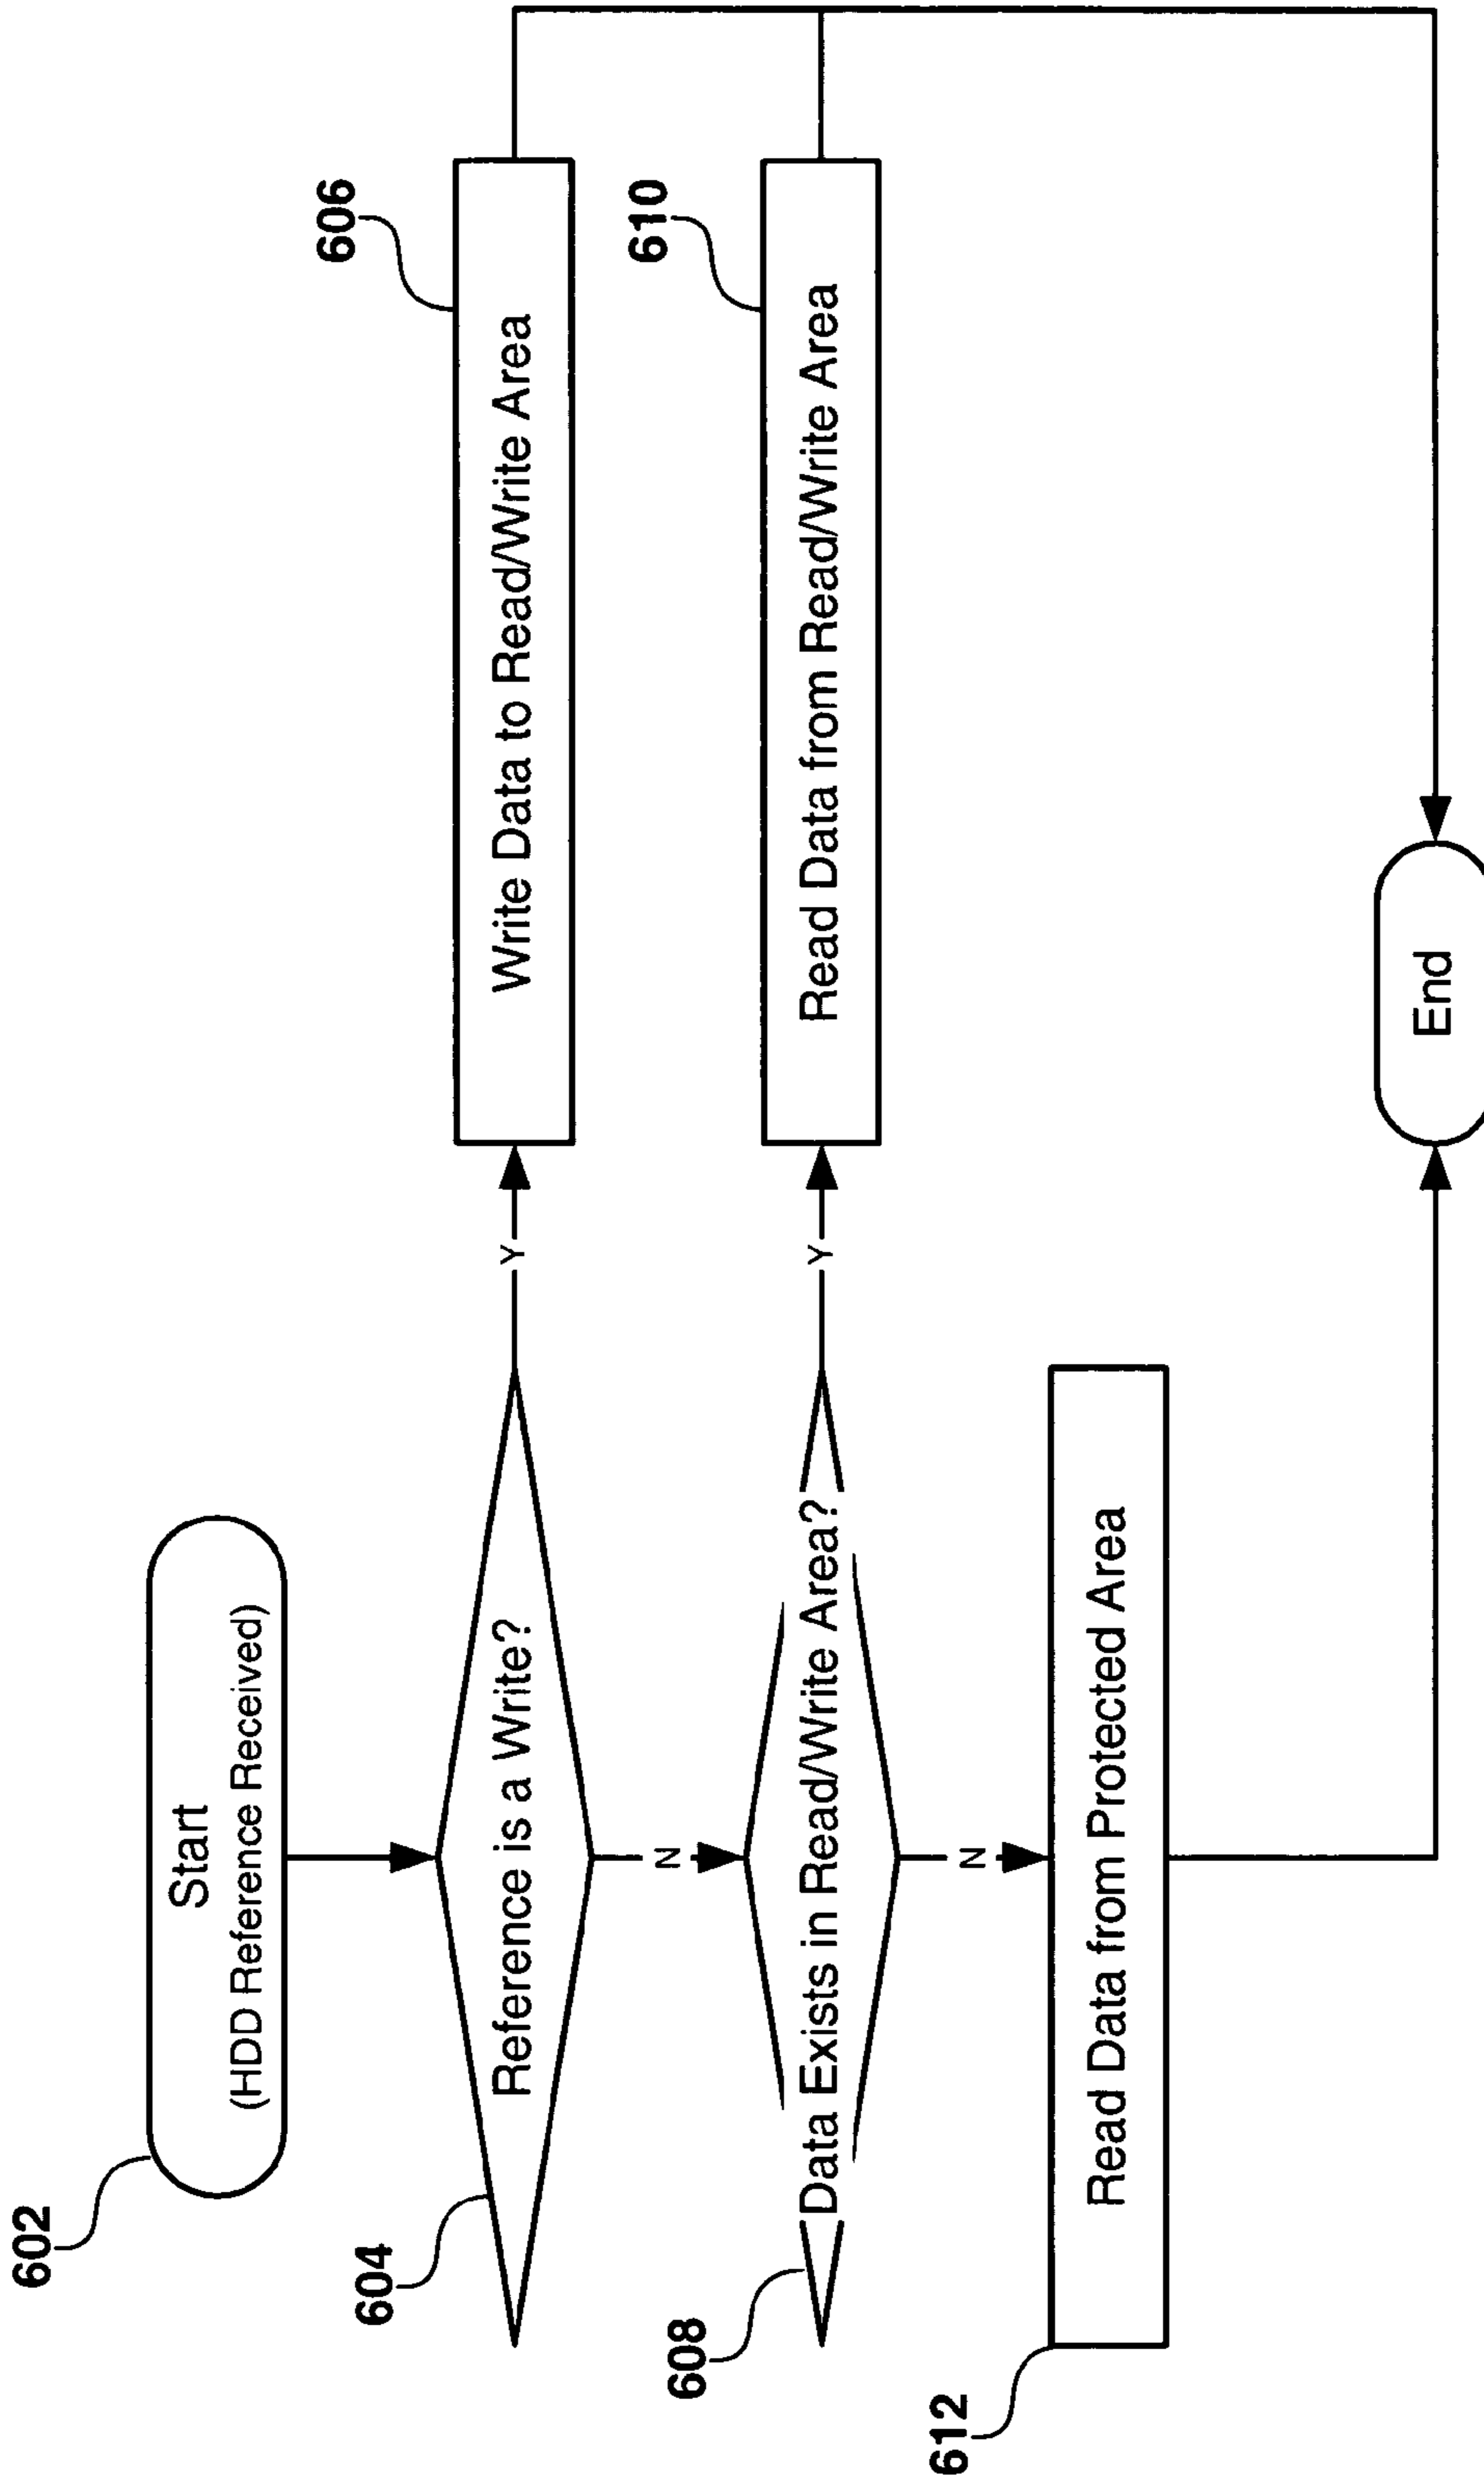 602
Start
(HDD Reference Received)
604
Reference is a Write?
Y
606
Write Data to Read/Write Area
N
608
Data Exists in Read/Write Area?
Y
610
Read Data from Read/Write Area
N
612
Read Data from Protected Area
End